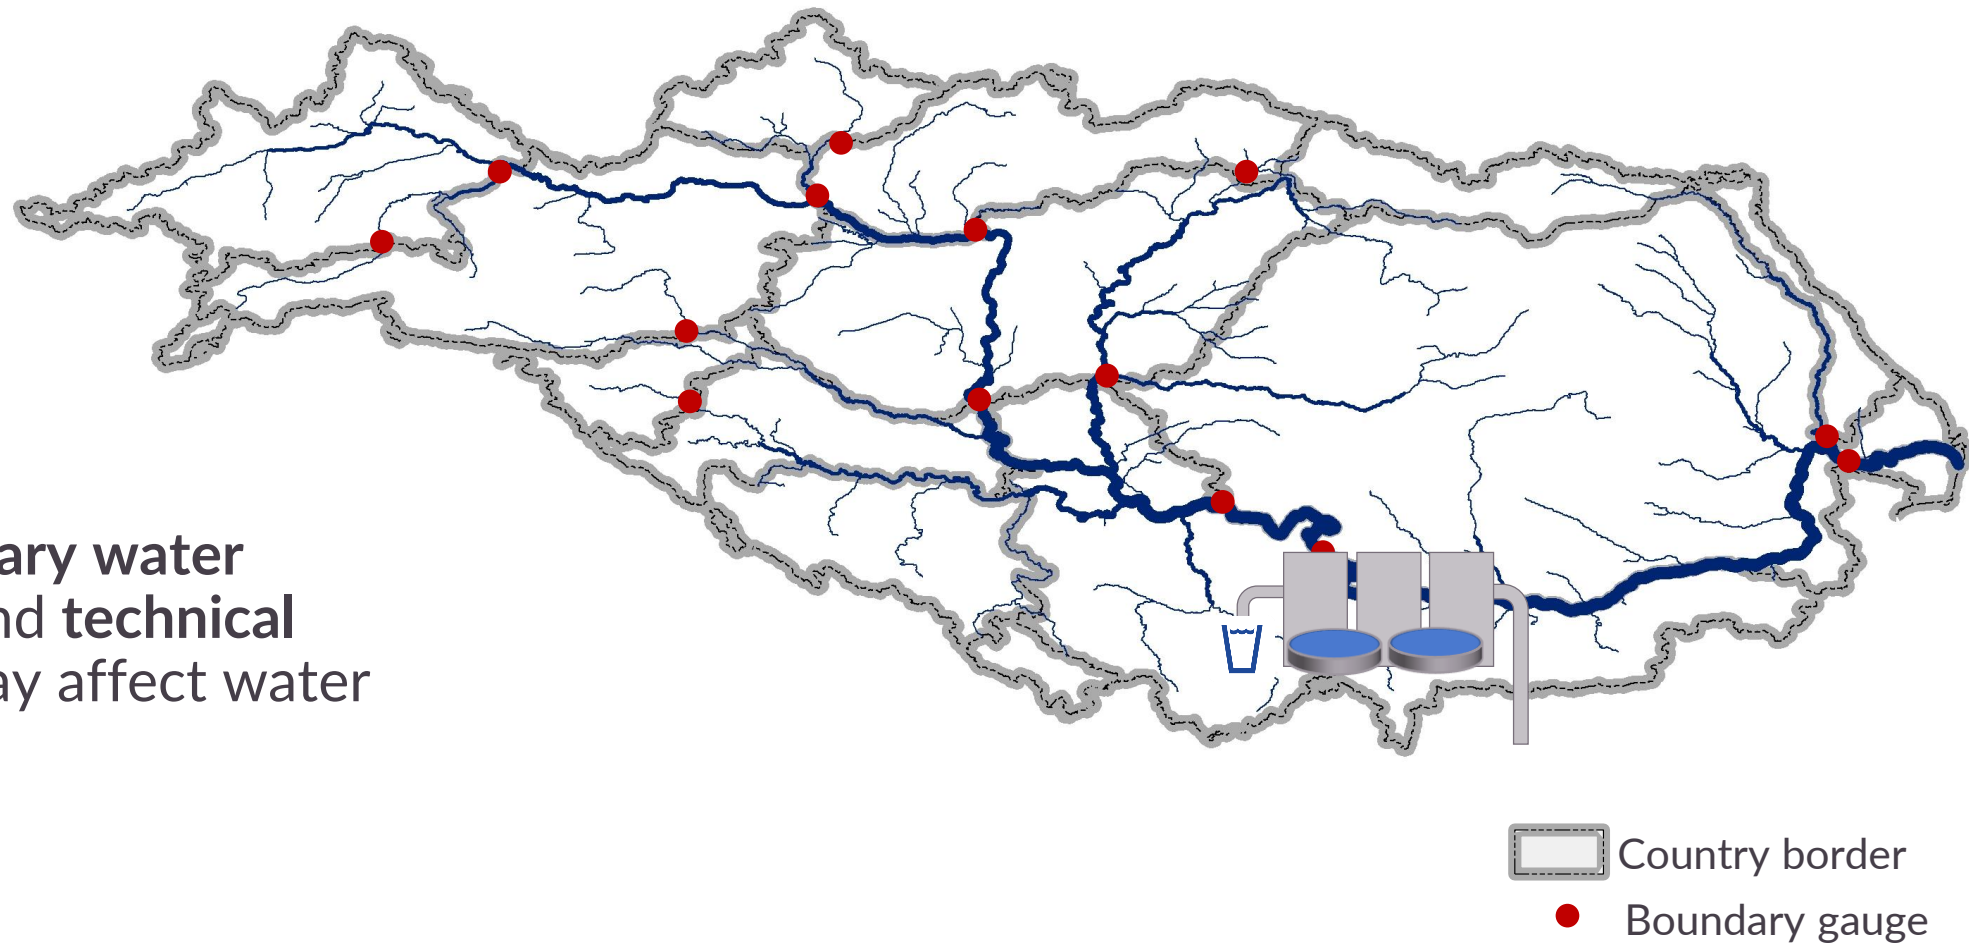 ary water
nd technical
ay affect water
Country border
Boundary gauge